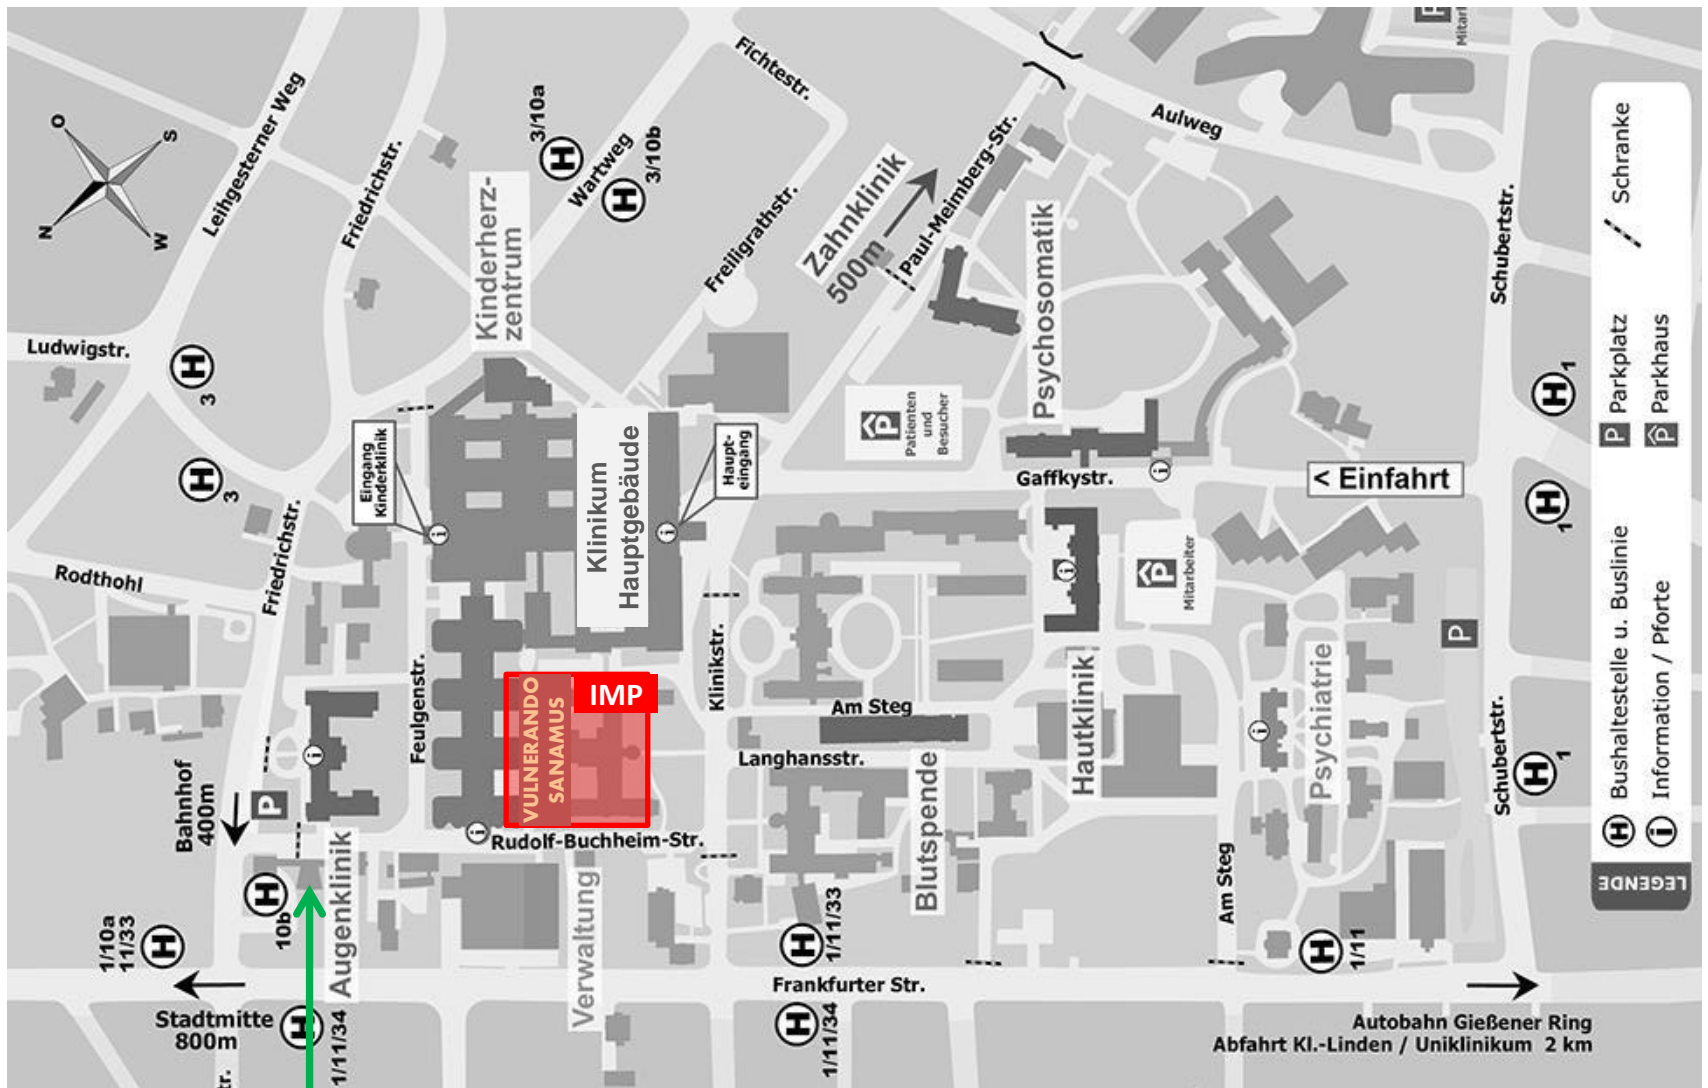 Mitar
Fichtestr.
Leihgesterner Weg
Friedrichstr.
3/10a
H
Wartweg
H
3/10b
Aulweg
Paul-Meimberg-Str.
Zahnklinik
500m
Schubertstr.
O
S
N
W
Kinderherz-
zentrum
Freiligrathstr.
Psychosomatik
Ludwigstr.
H
3
H
3
Eingang
Kinderklinik
i
Klinikum
Hauptgebäude
Haupt-
eingang
i
P
Patienten
und
Besucher
Gaffkystr.
i
< Einfahrt
H
1
H
1
Rodthohl
Friedrichstr.
Feulgenstr.
Klinikstr.
i
P
Mitarbeiter
P
VULNERANDO
SANAMUS
IMP
Am Steg
Langhansstr.
Hautklinik
i
Psychiatrie
Schubertstr.
H
1
Bahnhof
400m
P
i
i
Rudolf-Buchheim-Str.
Augenklinik
Verwaltung
Blutspende
Am Steg
H
10b
1/10a
11/33
H
H
1/11/33
H
1/11
Frankfurter Str.
Stadtmitte
800m
H
1/11/34
H
1/11/34
tr.
Autobahn Gießener Ring
Abfahrt Kl.-Linden / Uniklinikum 2 km
LEGENDE
H Bushaltestelle u. Buslinie
i Information / Pforte
P Parkplatz
P Parkhaus
Schranke